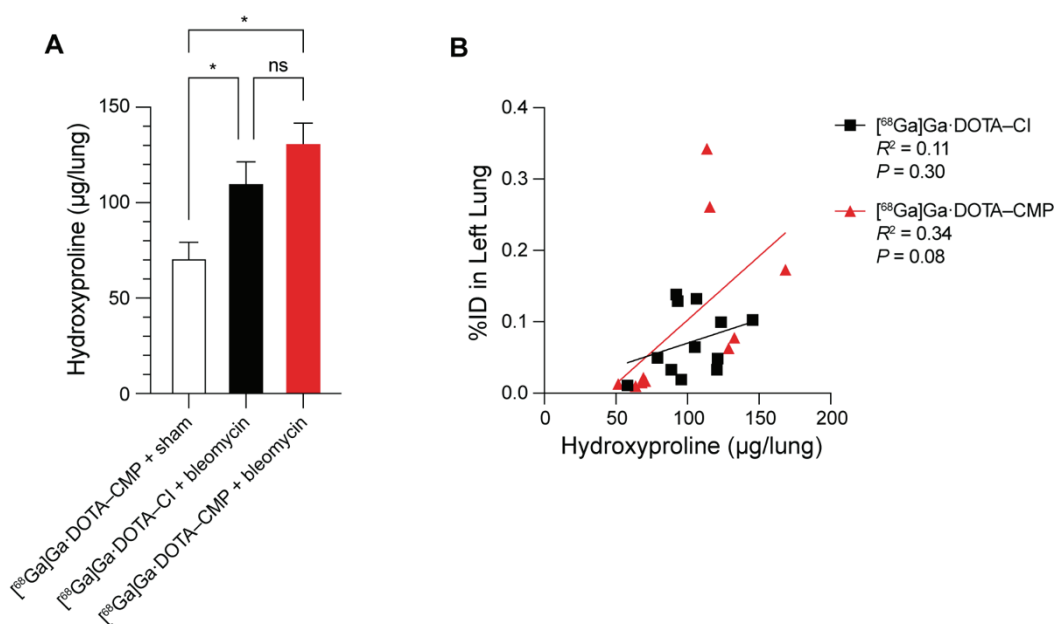 A
*
*
ns
Hydroxyproline (µg/lung)
150
100
50
0
[⁶⁸Ga]Ga·DOTA–CMP + sham
[⁶⁸Ga]Ga·DOTA–CI + bleomycin
[⁶⁸Ga]Ga·DOTA–CMP + bleomycin
B
%ID in Left Lung
0.4
0.3
0.2
0.1
0.0
0 50 100 150 200
Hydroxyproline (µg/lung)
[⁶⁸Ga]Ga·DOTA–CI
R² = 0.11
P = 0.30
[⁶⁸Ga]Ga·DOTA–CMP
R² = 0.34
P = 0.08